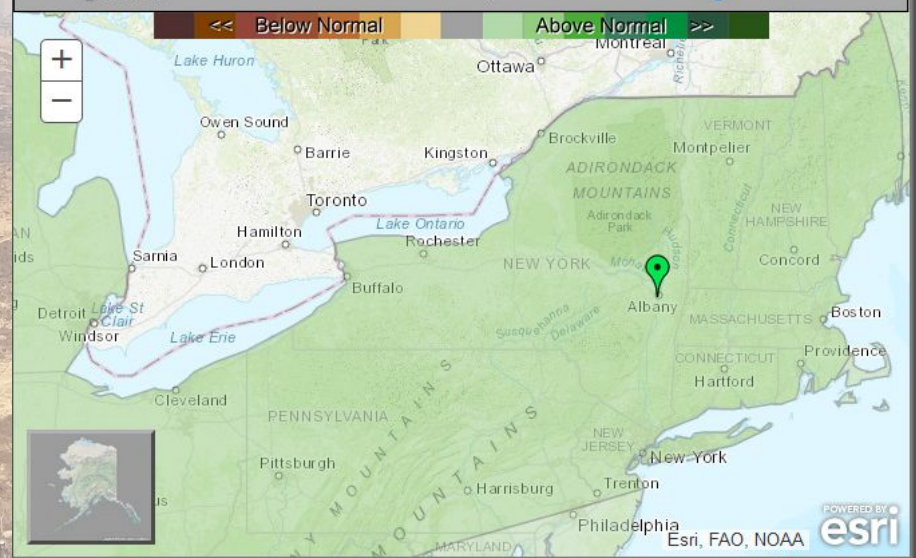 << Below Normal Above Normal >>
Montreal
Lake Huron
Ottawa
Owen Sound
Brockville
VERMONT
Barrie
Kingston
Montpelier
ADIRONDACK
MOUNTAINS
Toronto
Adirondack
Park
NEW
HAMPSHIRE
Connecticut
Lake Ontario
Hamilton
Rochester
Hudson
Sarnia
London
NEW YORK
Concord
Buffalo
Albany
Detroit
Lake St
Clair
Windsor
Lake Erie
Susquehanna
Delaware
MASSACHUSETTS
Boston
CONNECTICUT
Providence
Hartford
Cleveland
PENNSYLVANIA
NEW
JERSEY
New York
Pittsburgh
MOUNTAINS
Harrisburg
Trenton
Philadelphia
MARYLAND
Esri, FAO, NOAA
POWERED BY
esri